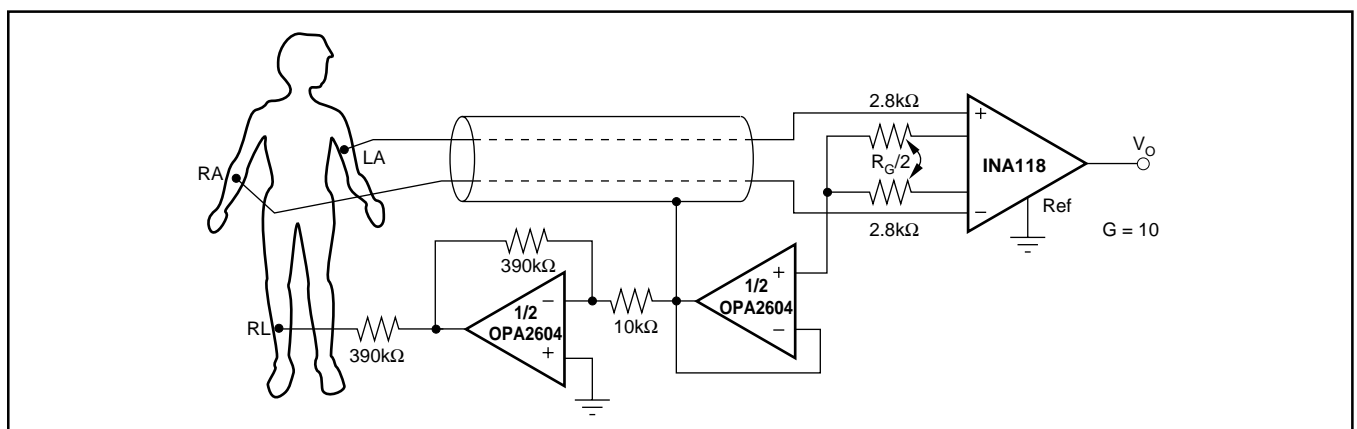 2.8kΩ
LA
RA
R_G/2
INA118
V_O
Ref
G = 10
2.8kΩ
390kΩ
1/2
OPA2604
10kΩ
1/2
OPA2604
RL
390kΩ
+
−
+
−
−
+